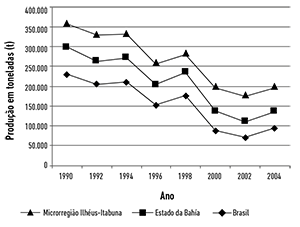 Produção em toneladas (t)
400.000
350.000
300.000
250.000
200.000
150.000
100.000
50.000
0
1990 1992 1994 1996 1998 2000 2002 2004
Ano
Microrregião Ilhéus-Itabuna Estado da Bahía Brasil